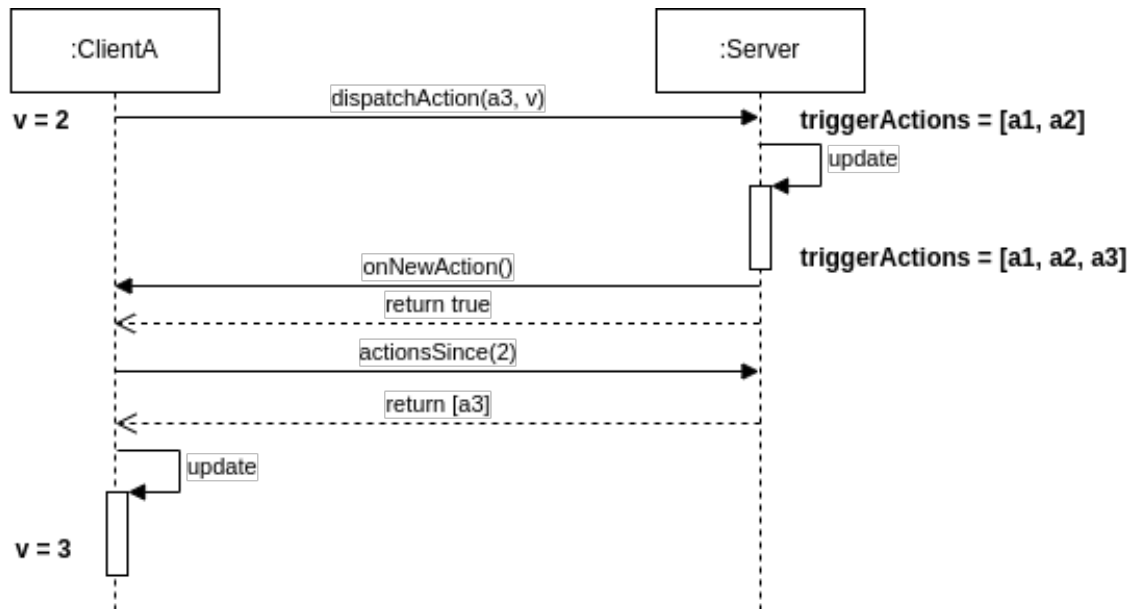 :ClientA
:Server
dispatchAction(a3, v)
v = 2
triggerActions = [a1, a2]
update
triggerActions = [a1, a2, a3]
onNewAction()
return true
actionsSince(2)
return [a3]
update
v = 3